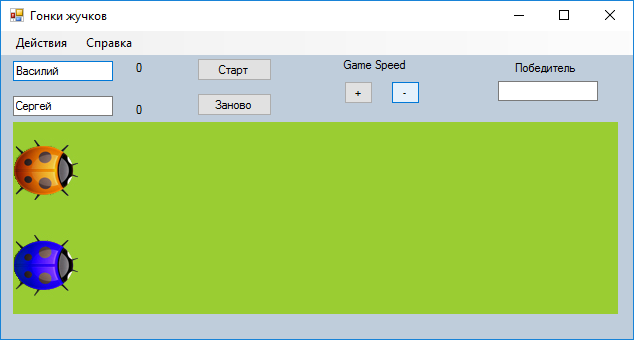 Гонки жучков
Действия Справка
Василий 0 Старт Game Speed Победитель
+ -
Сергей 0 Заново